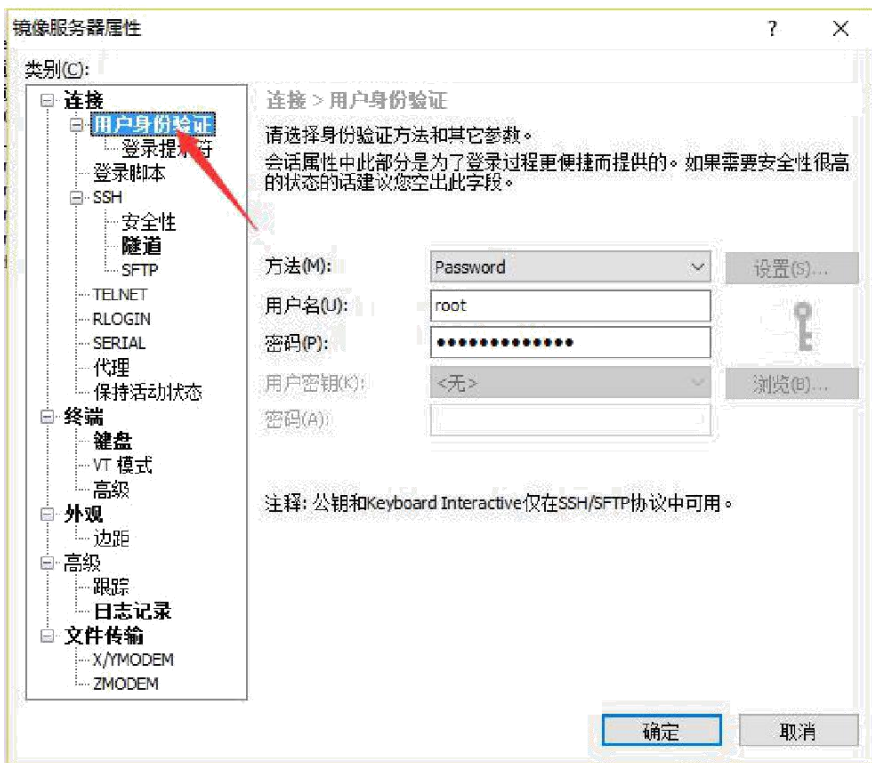 镜像服务器属性
?
类别(C):
连接
用户身份验证
登录提示符
登录脚本
SSH
安全性
隧道
SFTP
TELNET
RLOGIN
SERIAL
代理
保持活动状态
终端
键盘
VT 模式
高级
外观
边距
高级
跟踪
日志记录
文件传输
X/YMODEM
ZMODEM
连接 > 用户身份验证
请选择身份验证方法和其它参数。
会话属性中此部分是为了登录过程更便捷而提供的。如果需要安全性很高
的状态的话建议您空出此字段。
方法(M): Password 设置(S)...
用户名(U): root
密码(P): ●●●●●●●●●●●●●
用户密钥(K): <无> 浏览(B)...
密码(A):
注释: 公钥和Keyboard Interactive仅在SSH/SFTP协议中可用。
确定 取消